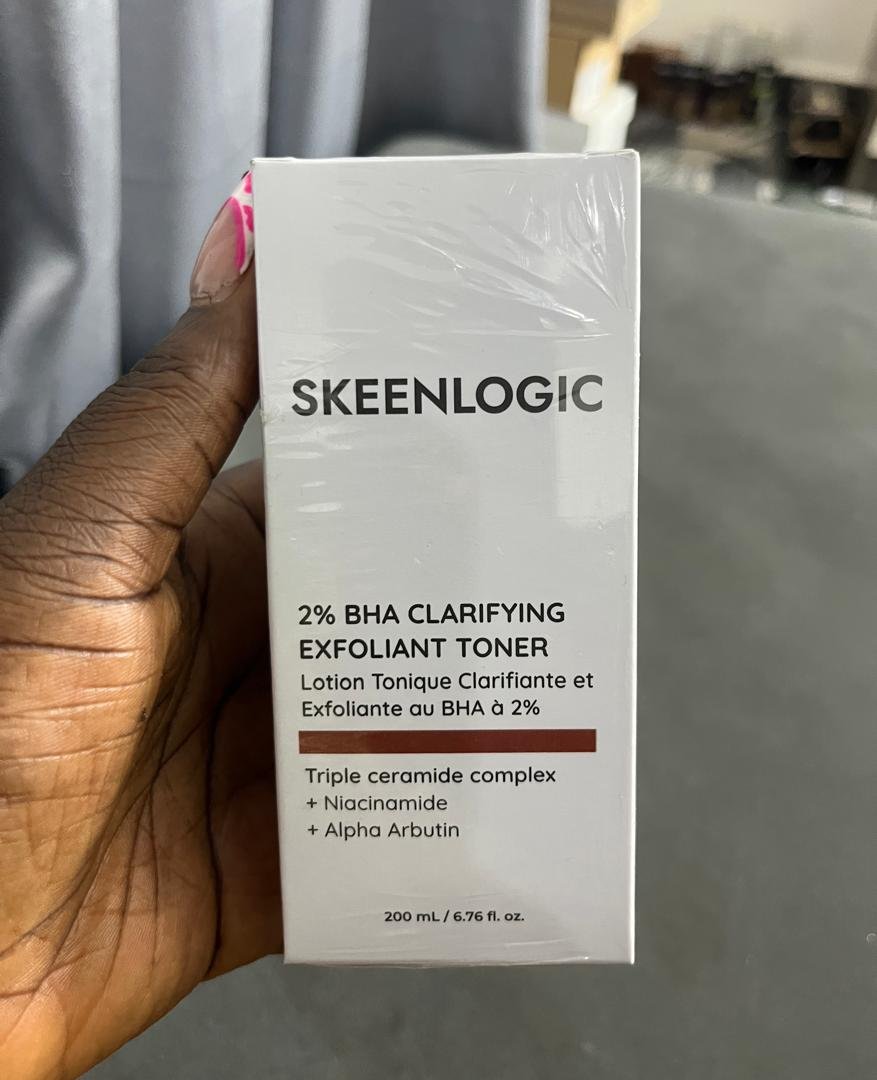 SKEENLOGIC
2% BHA CLARIFYING
EXFOLIANT TONER
Lotion Tonique Clarifiante et
Exfoliante au BHA à 2%
Triple ceramide complex
+ Niacinamide
+ Alpha Arbutin
200 mL / 6.76 fl. oz.